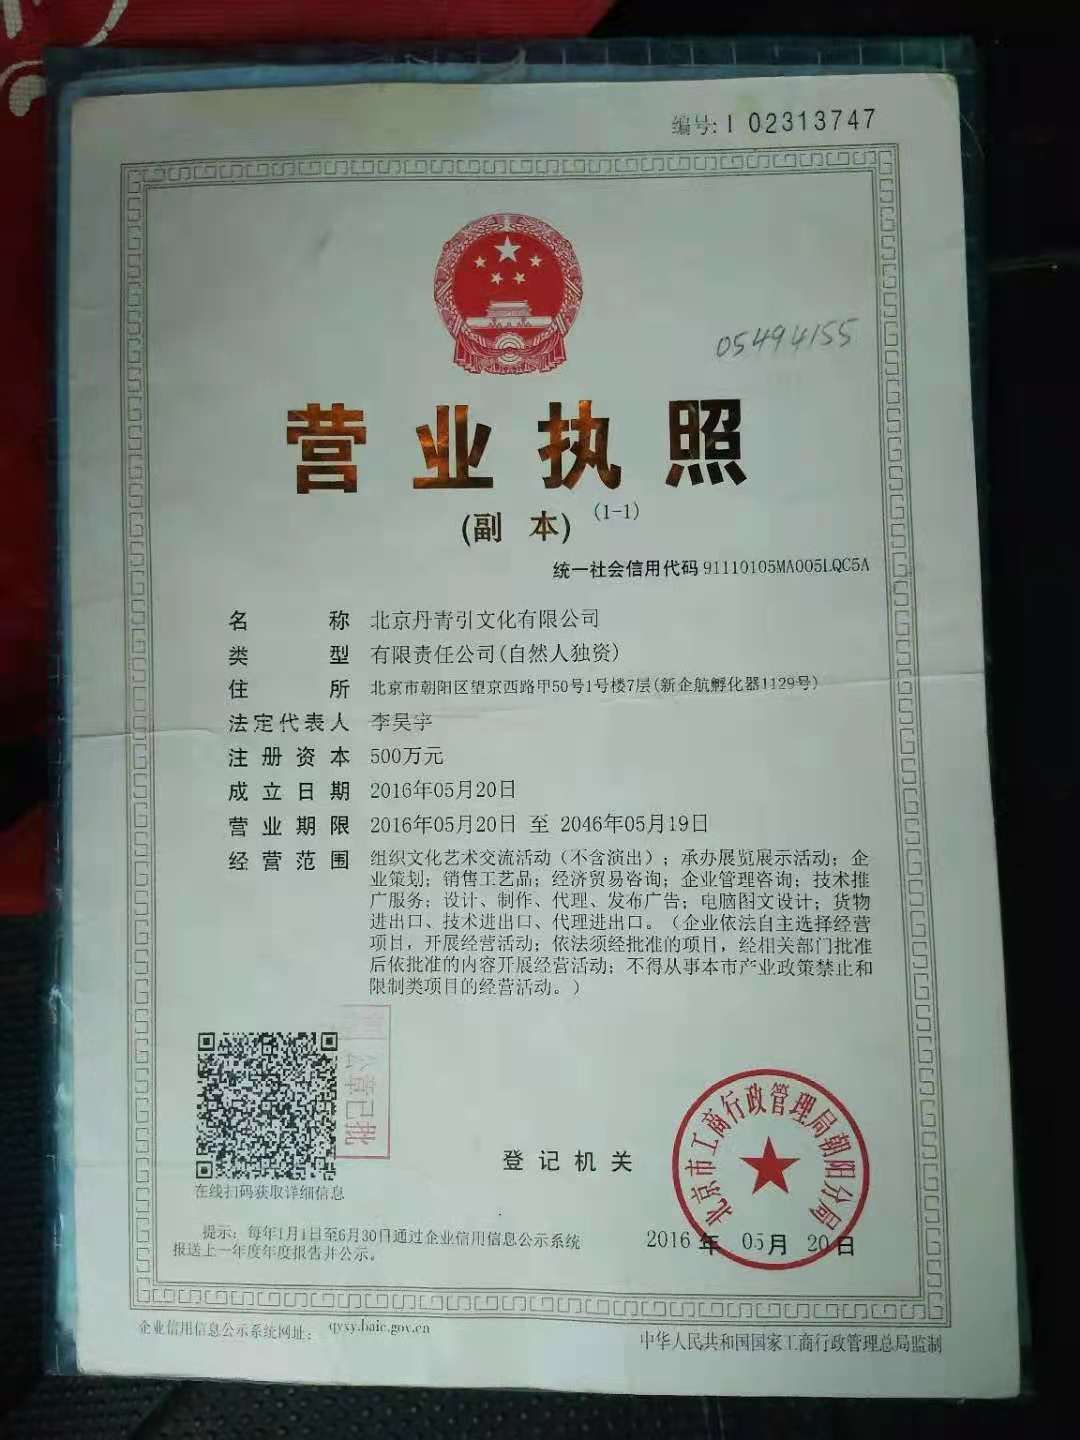 编号: I 02313747
05494155
营业执照
(副 本) (1-1)
统一社会信用代码 91110105MA005LQC5A
名 称 北京丹青引文化有限公司
类 型 有限责任公司(自然人独资)
住 所 北京市朝阳区望京西路甲50号1号楼7层(新企航孵化器1129号)
法定代表人 李昊宇
注册资本 500万元
成立日期 2016年05月20日
营业期限 2016年05月20日 至 2046年05月19日
经营范围 组织文化艺术交流活动（不含演出）；承办展览展示活动；企
业策划；销售工艺品；经济贸易咨询；企业管理咨询；技术推
广服务；设计、制作、代理、发布广告；电脑图文设计；货物
进出口、技术进出口、代理进出口。（企业依法自主选择经营
项目，开展经营活动；依法须经批准的项目，经相关部门批准
后依批准的内容开展经营活动；不得从事本市产业政策禁止和
限制类项目的经营活动。）
公章已批
在线扫码获取详细信息
登记机关
北京市工商行政管理局朝阳分局
2016 年 05 月 20 日
提示：每年1月1日至6月30日通过企业信用信息公示系统
报送上一年度年度报告并公示。
企业信用信息公示系统网址： qyxy.baic.gov.cn
中华人民共和国国家工商行政管理总局监制